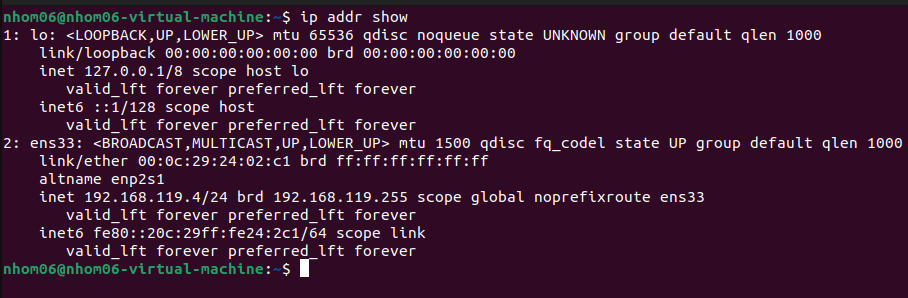 nhom06@nhom06-virtual-machine:~$ ip addr show
1: lo: <LOOPBACK,UP,LOWER_UP> mtu 65536 qdisc noqueue state UNKNOWN group default qlen 1000
    link/loopback 00:00:00:00:00:00 brd 00:00:00:00:00:00
    inet 127.0.0.1/8 scope host lo
       valid_lft forever preferred_lft forever
    inet6 ::1/128 scope host
       valid_lft forever preferred_lft forever
2: ens33: <BROADCAST,MULTICAST,UP,LOWER_UP> mtu 1500 qdisc fq_codel state UP group default qlen 1000
    link/ether 00:0c:29:24:02:c1 brd ff:ff:ff:ff:ff:ff
    altname enp2s1
    inet 192.168.119.4/24 brd 192.168.119.255 scope global noprefixroute ens33
       valid_lft forever preferred_lft forever
    inet6 fe80::20c:29ff:fe24:2c1/64 scope link
       valid_lft forever preferred_lft forever
nhom06@nhom06-virtual-machine:~$